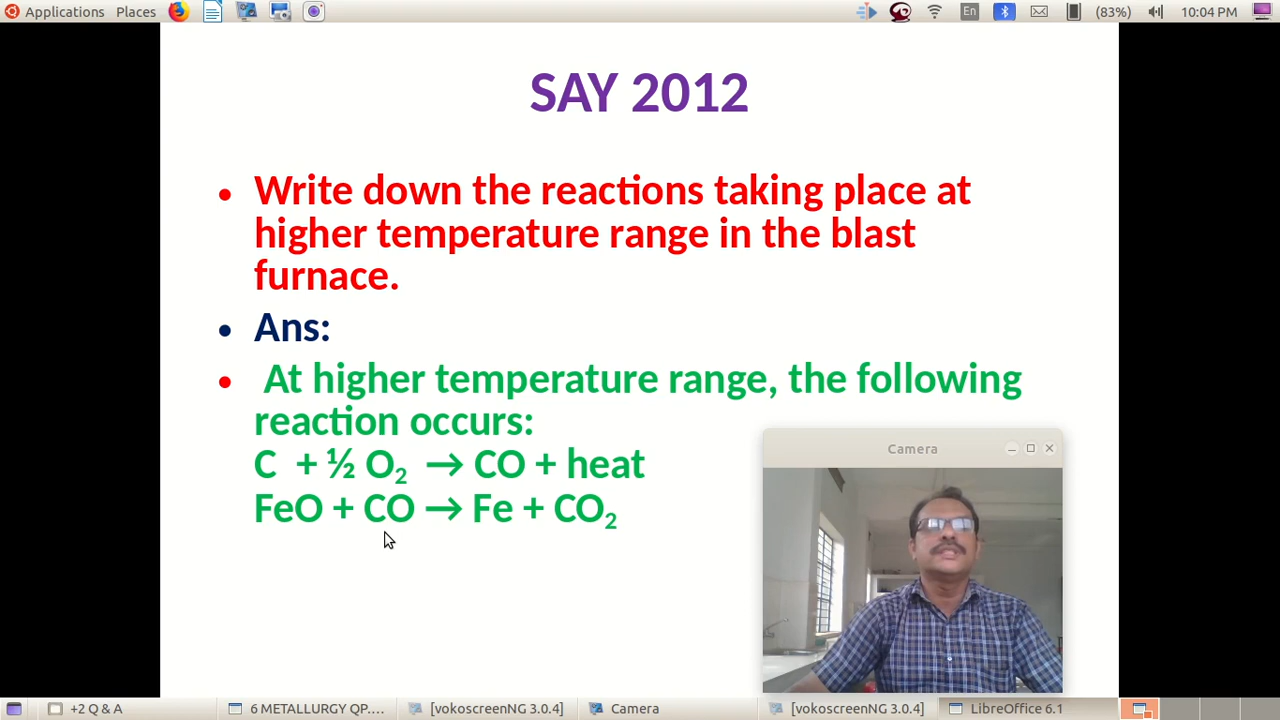 Applications Places En (83%) 10:04 PM
SAY 2012
• Write down the reactions taking place at
higher temperature range in the blast
furnace.
• Ans:
• At higher temperature range, the following
reaction occurs:
C + ½ O₂ → CO + heat
FeO + CO → Fe + CO₂
Camera
+2 Q & A 6 METALLURGY QP.... [vokoscreenNG 3.0.4] Camera [vokoscreenNG 3.0.4] LibreOffice 6.1